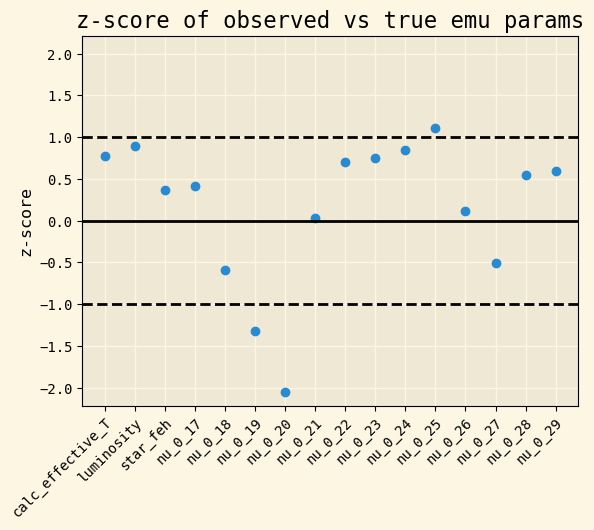 z-score of observed vs true emu params
z-score
2.0
1.5
1.0
0.5
0.0
−0.5
−1.0
−1.5
−2.0
calc_effective_T
luminosity
star_feh
nu_0_17
nu_0_18
nu_0_19
nu_0_20
nu_0_21
nu_0_22
nu_0_23
nu_0_24
nu_0_25
nu_0_26
nu_0_27
nu_0_28
nu_0_29